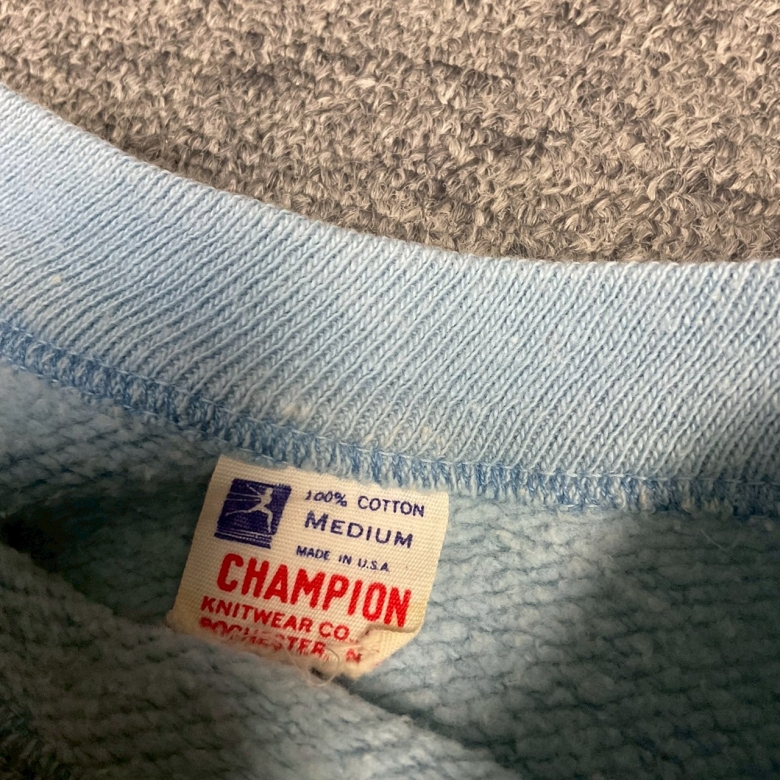 100% COTTON
MEDIUM
MADE IN U.S.A.
CHAMPION
KNITWEAR CO.,
ROCHESTER, N